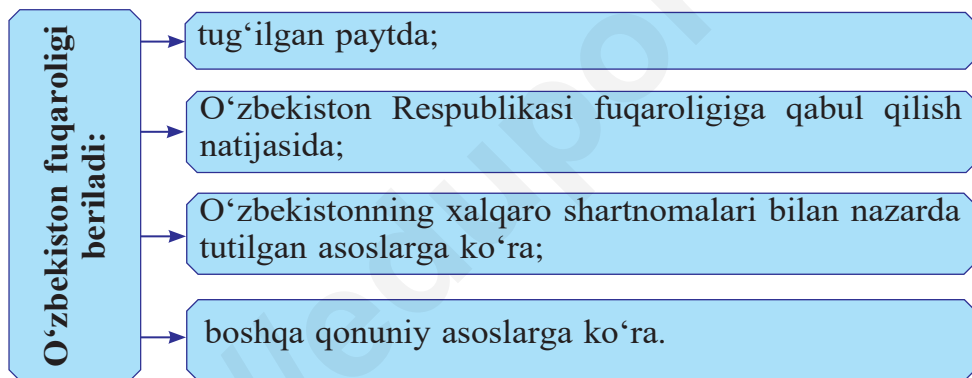 O‘zbekiston fuqaroligi
beriladi:
tug‘ilgan paytda;
O‘zbekiston Respublikasi fuqaroligiga qabul qilish
natijasida;
O‘zbekistonning xalqaro shartnomalari bilan nazarda
tutilgan asoslarga ko‘ra;
boshqa qonuniy asoslarga ko‘ra.